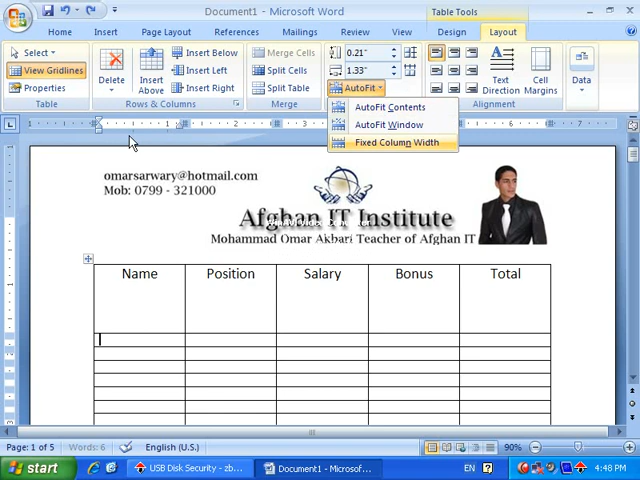 Document1 - Microsoft Word
Table Tools
Home
Insert
Page Layout
References
Mailings
Review
View
Design
Layout
Select
View Gridlines
Properties
Table
Delete
Insert Above
Insert Below
Insert Left
Insert Right
Rows & Columns
Merge Cells
Split Cells
Split Table
Merge
0.21"
1.33"
AutoFit
AutoFit Contents
AutoFit Window
Fixed Column Width
Text Direction
Cell Margins
Alignment
Data
omarsarwary@hotmail.com
Mob: 0799 - 321000
Afghan IT Institute
Mohammad Omar Akbari Teacher of Afghan IT
Name Position Salary Bonus Total
Page: 1 of 5
Words: 6
English (U.S.)
90%
start
USB Disk Security - zb...
Document1 - Microsof...
EN
4:48 PM